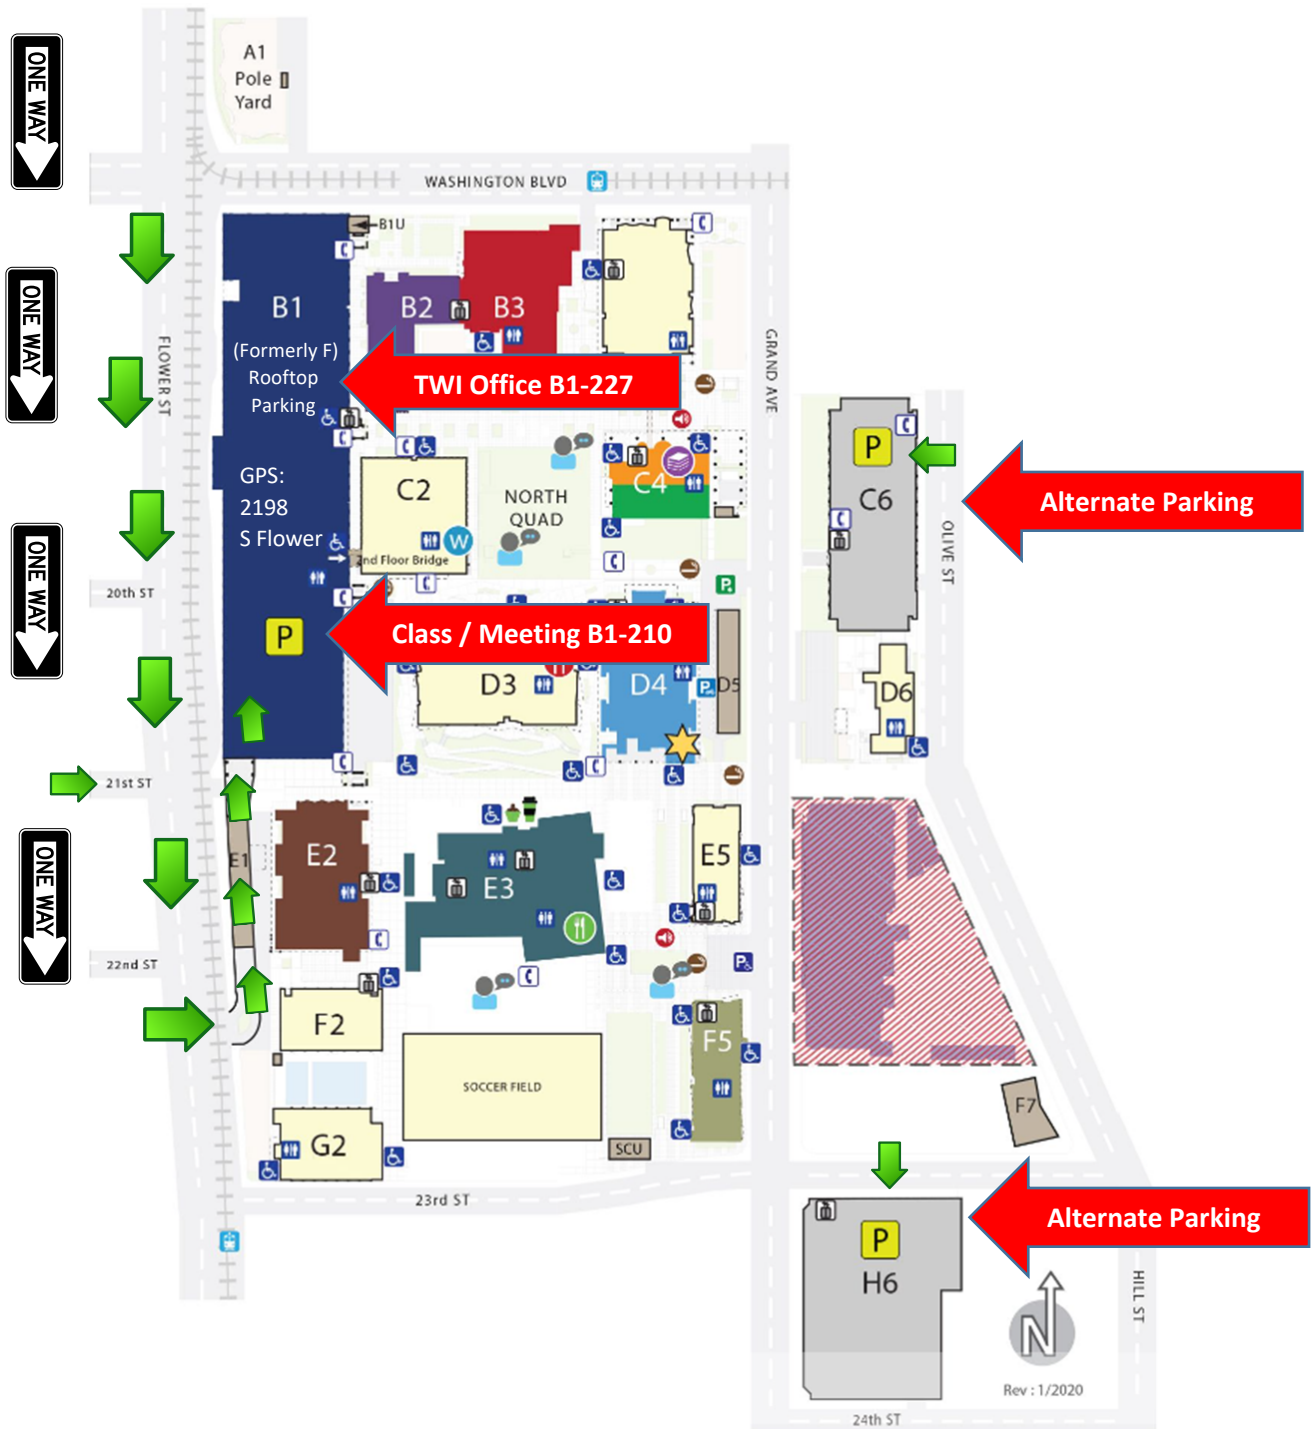 ONE WAY
A1
Pole
Yard
WASHINGTON BLVD
B1U
ONE WAY
B1
B2
B3
FLOWER ST
GRAND AVE
(Formerly F)
Rooftop
Parking
TWI Office B1-227
P
C6
Alternate Parking
GPS:
2198
S Flower
C2
NORTH
QUAD
C4
W
2nd Floor Bridge
OLIVE ST
ONE WAY
20th ST
P
P
Class / Meeting B1-210
D3
D4
P
D5
D6
21st ST
ONE WAY
E1
E2
E3
E5
22nd ST
P
F2
F5
SOCCER FIELD
F7
G2
SCU
23rd ST
Alternate Parking
P
H6
HILL ST
N
Rev : 1/2020
24th ST